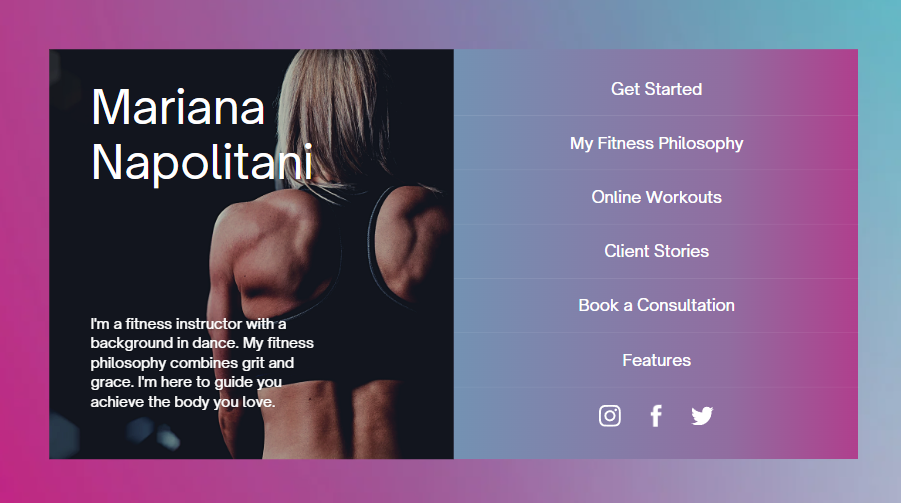 Mariana
Napolitani
I'm a fitness instructor with a
background in dance. My fitness
philosophy combines grit and
grace. I'm here to guide you
achieve the body you love.
Get Started
My Fitness Philosophy
Online Workouts
Client Stories
Book a Consultation
Features